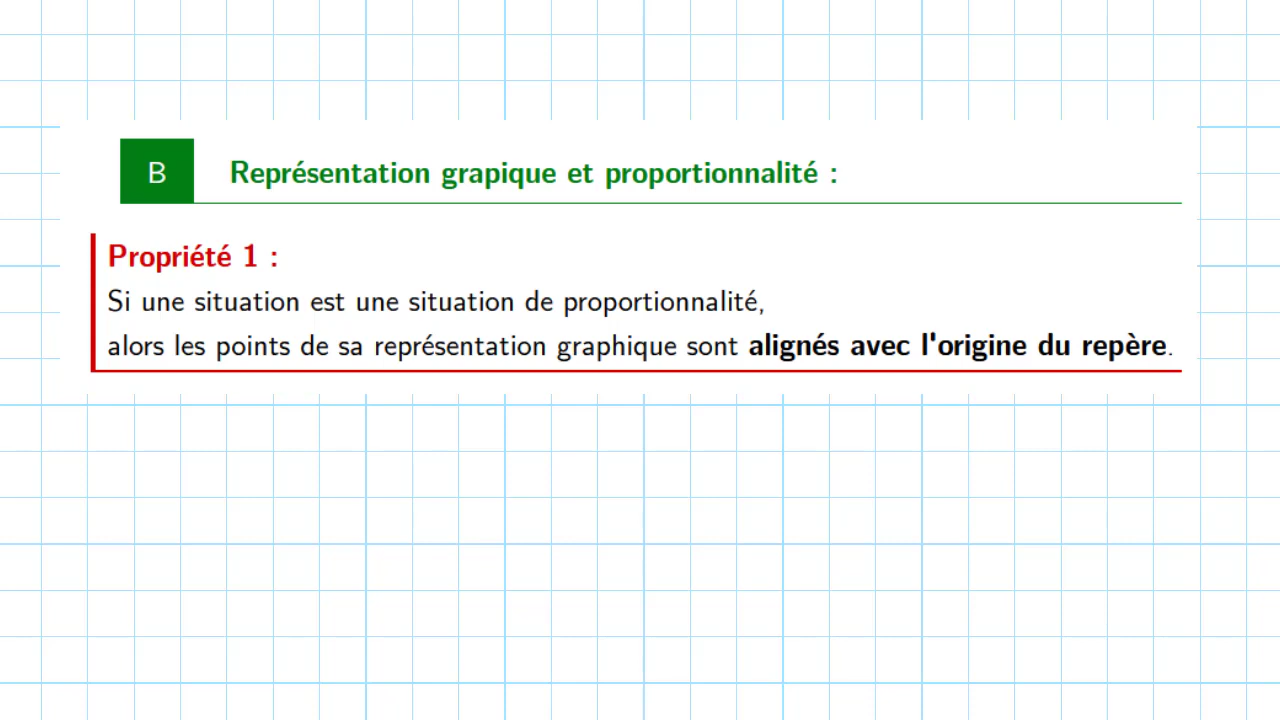 B Représentation grapique et proportionnalité :
Propriété 1 :
Si une situation est une situation de proportionnalité,
alors les points de sa représentation graphique sont alignés avec l'origine du repère.